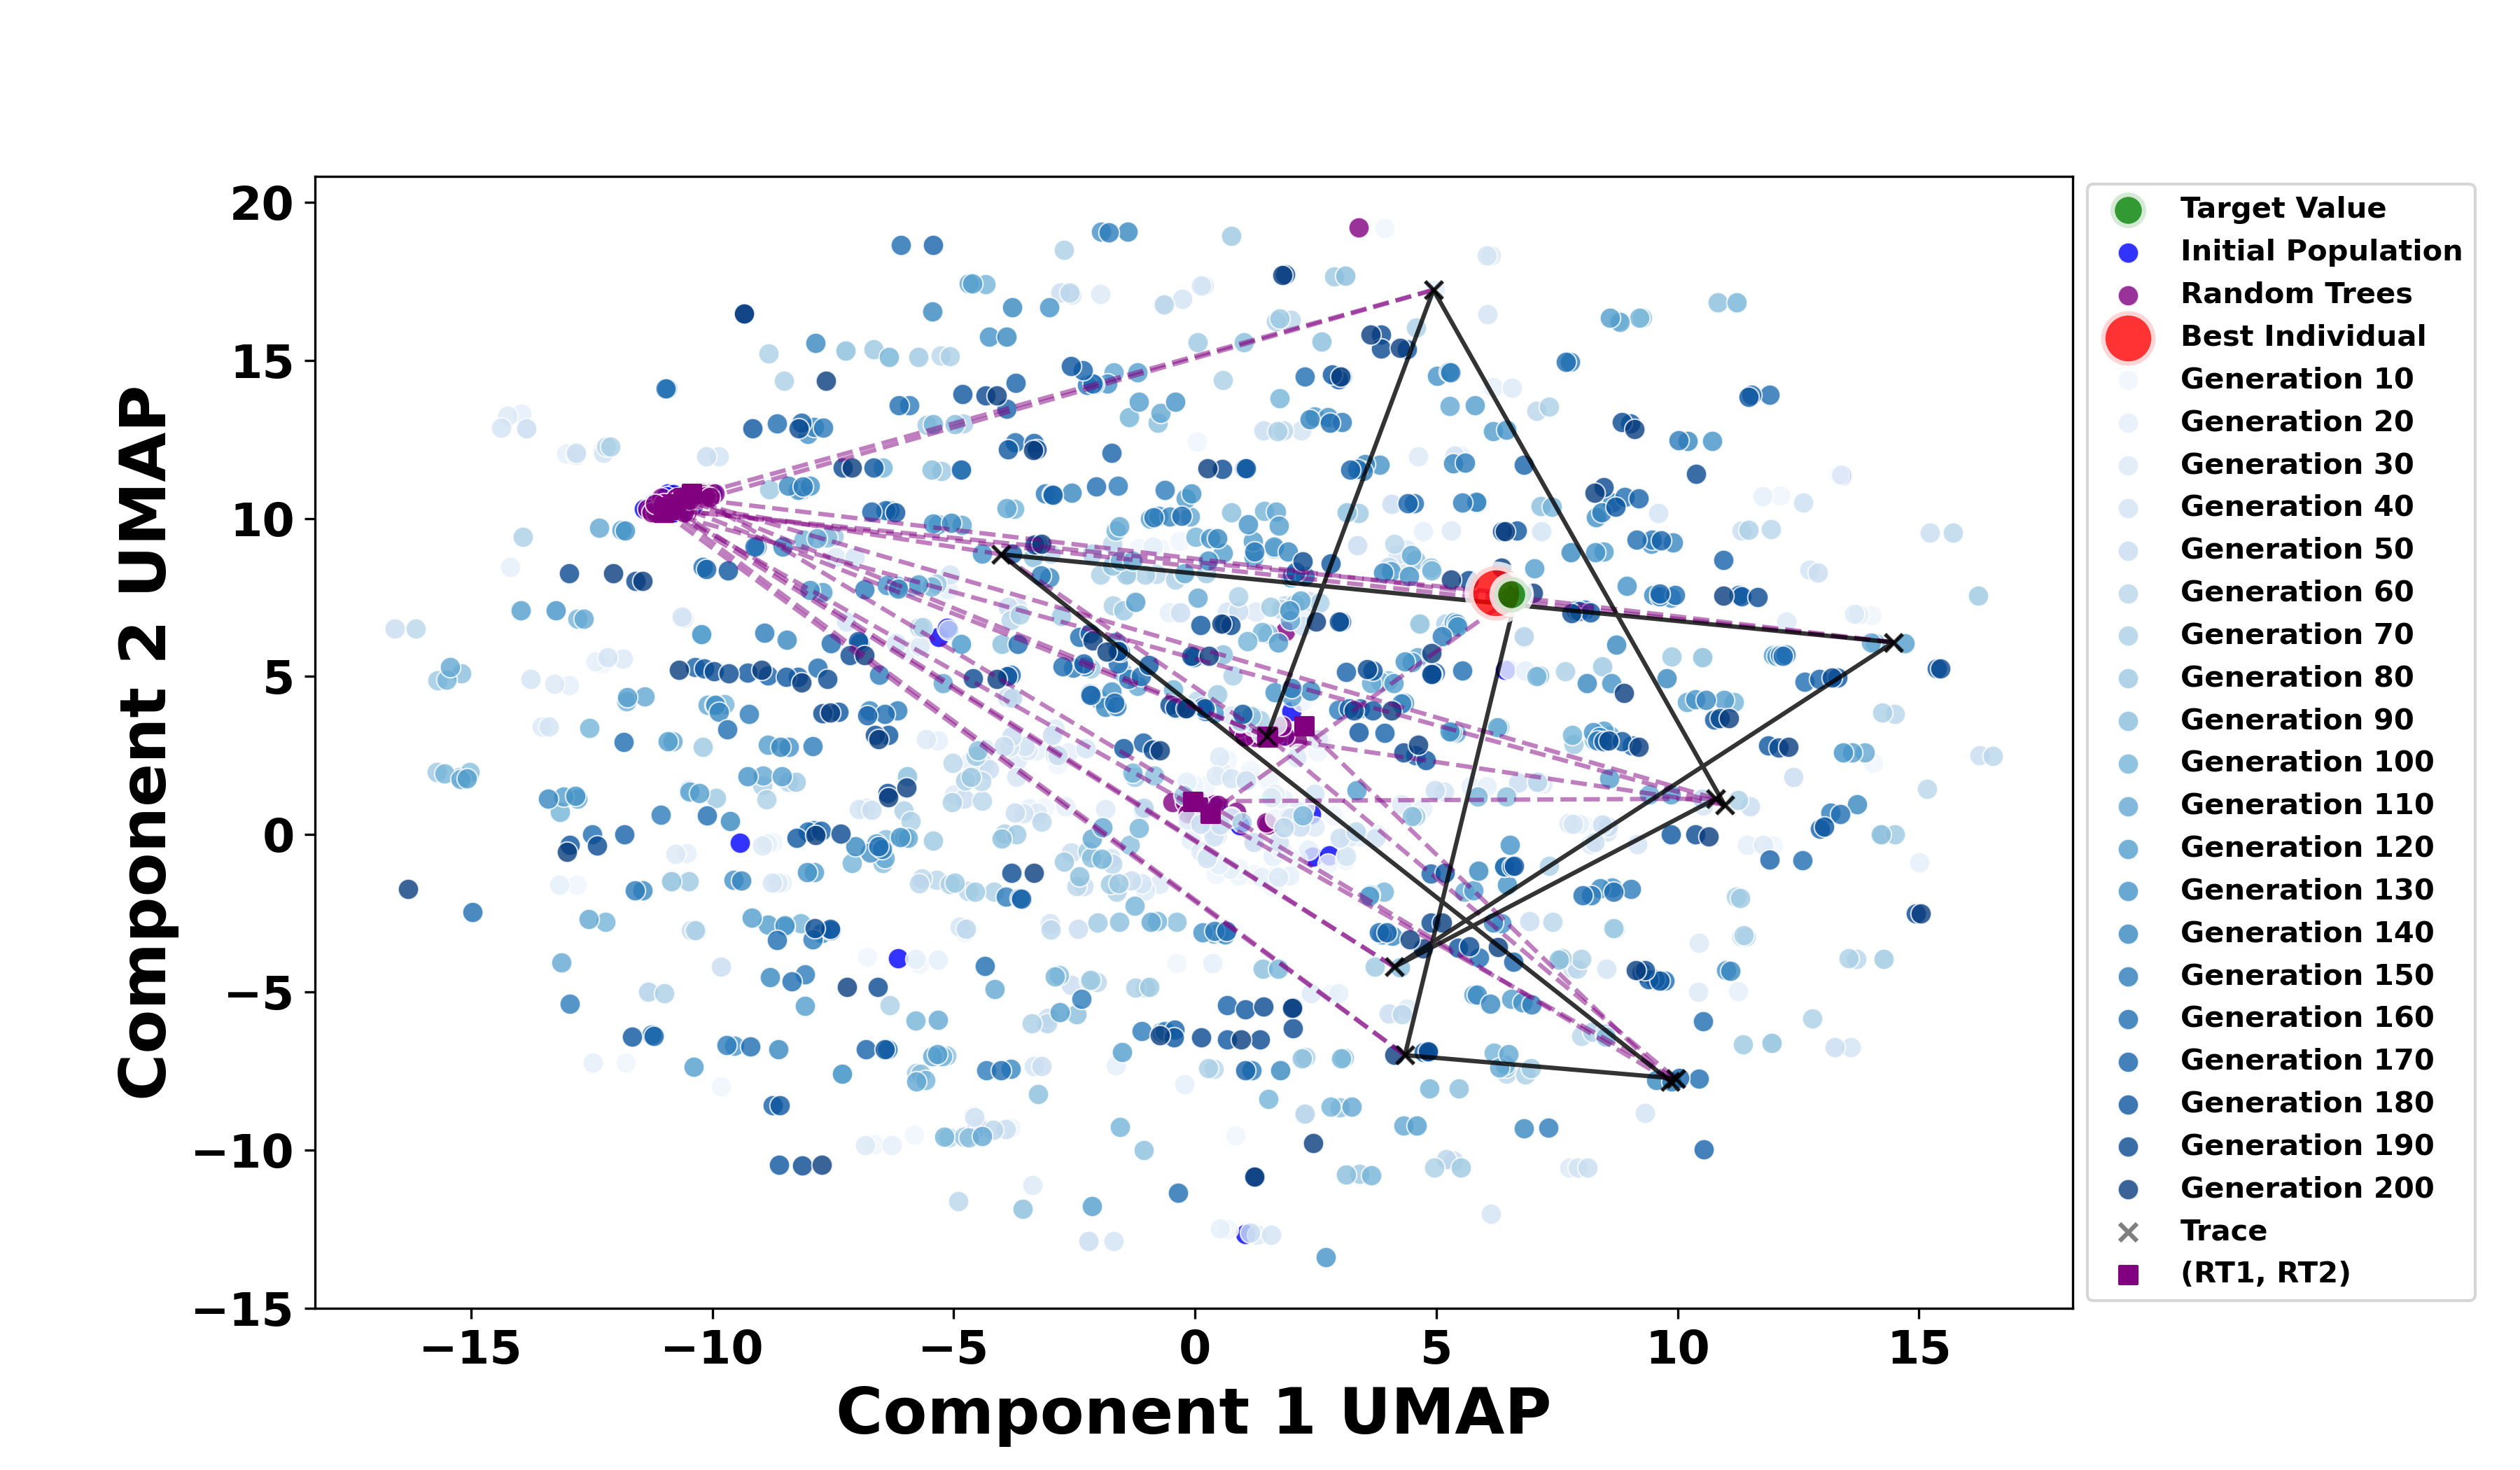 20
15
10
5
0
−5
−10
−15
Component 2 UMAP
−15 −10 −5 0 5 10 15
Component 1 UMAP
Target Value
Initial Population
Random Trees
Best Individual
Generation 10
Generation 20
Generation 30
Generation 40
Generation 50
Generation 60
Generation 70
Generation 80
Generation 90
Generation 100
Generation 110
Generation 120
Generation 130
Generation 140
Generation 150
Generation 160
Generation 170
Generation 180
Generation 190
Generation 200
Trace
(RT1, RT2)